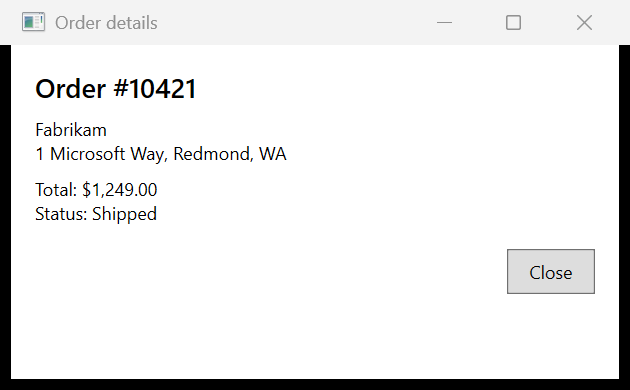 Order details
Order #10421
Fabrikam
1 Microsoft Way, Redmond, WA
Total: $1,249.00
Status: Shipped
Close